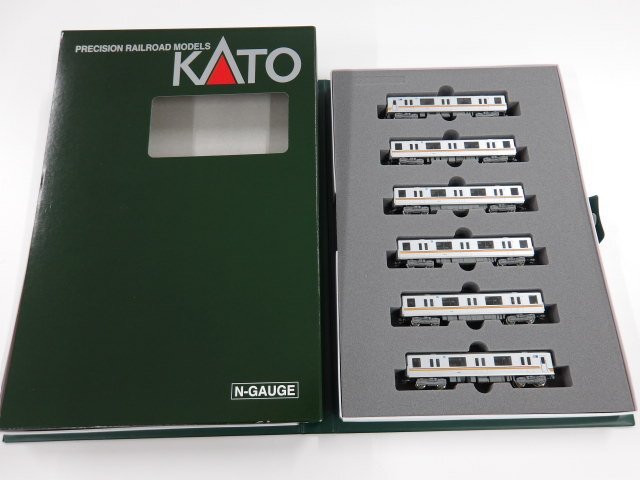 PRECISION RAILROAD MODELS
KATO
N-GAUGE